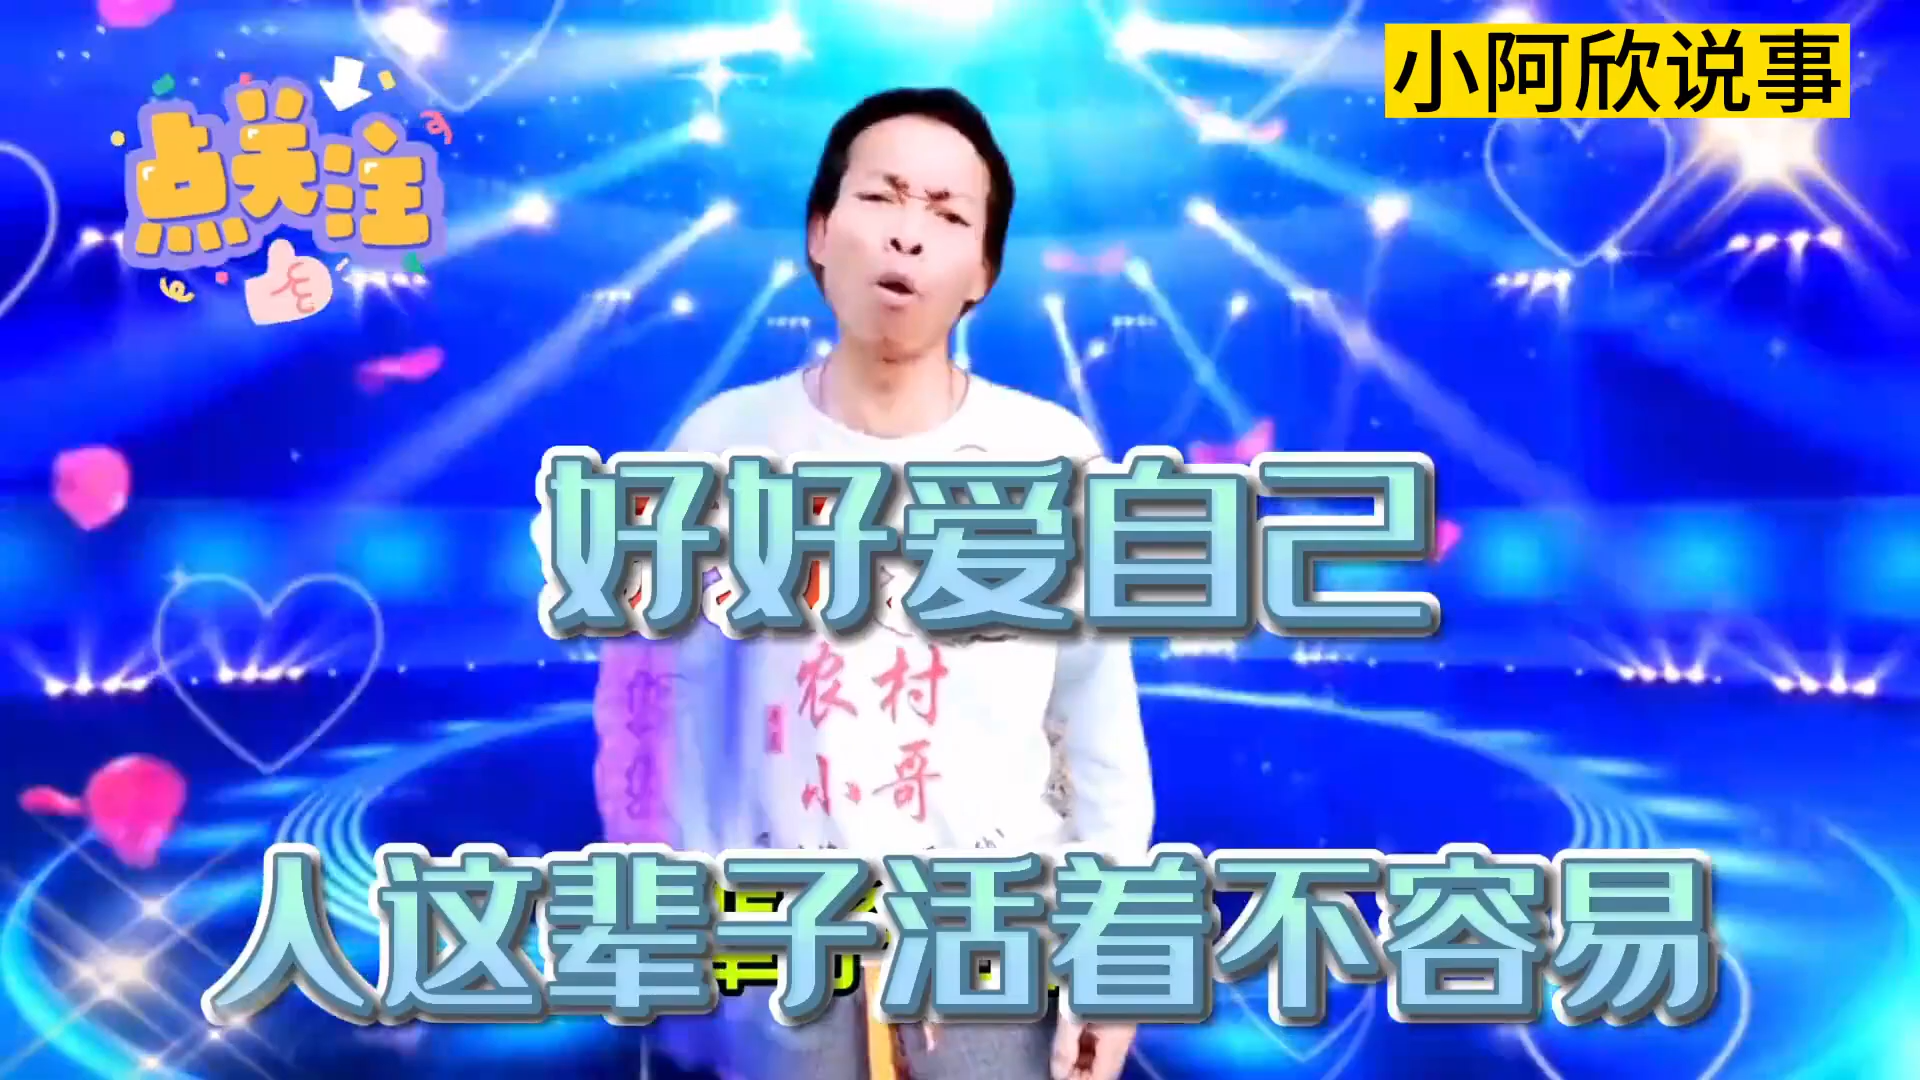 小阿欣说事
点关注
好好爱自己
农村
小哥
人这辈子活着不容易